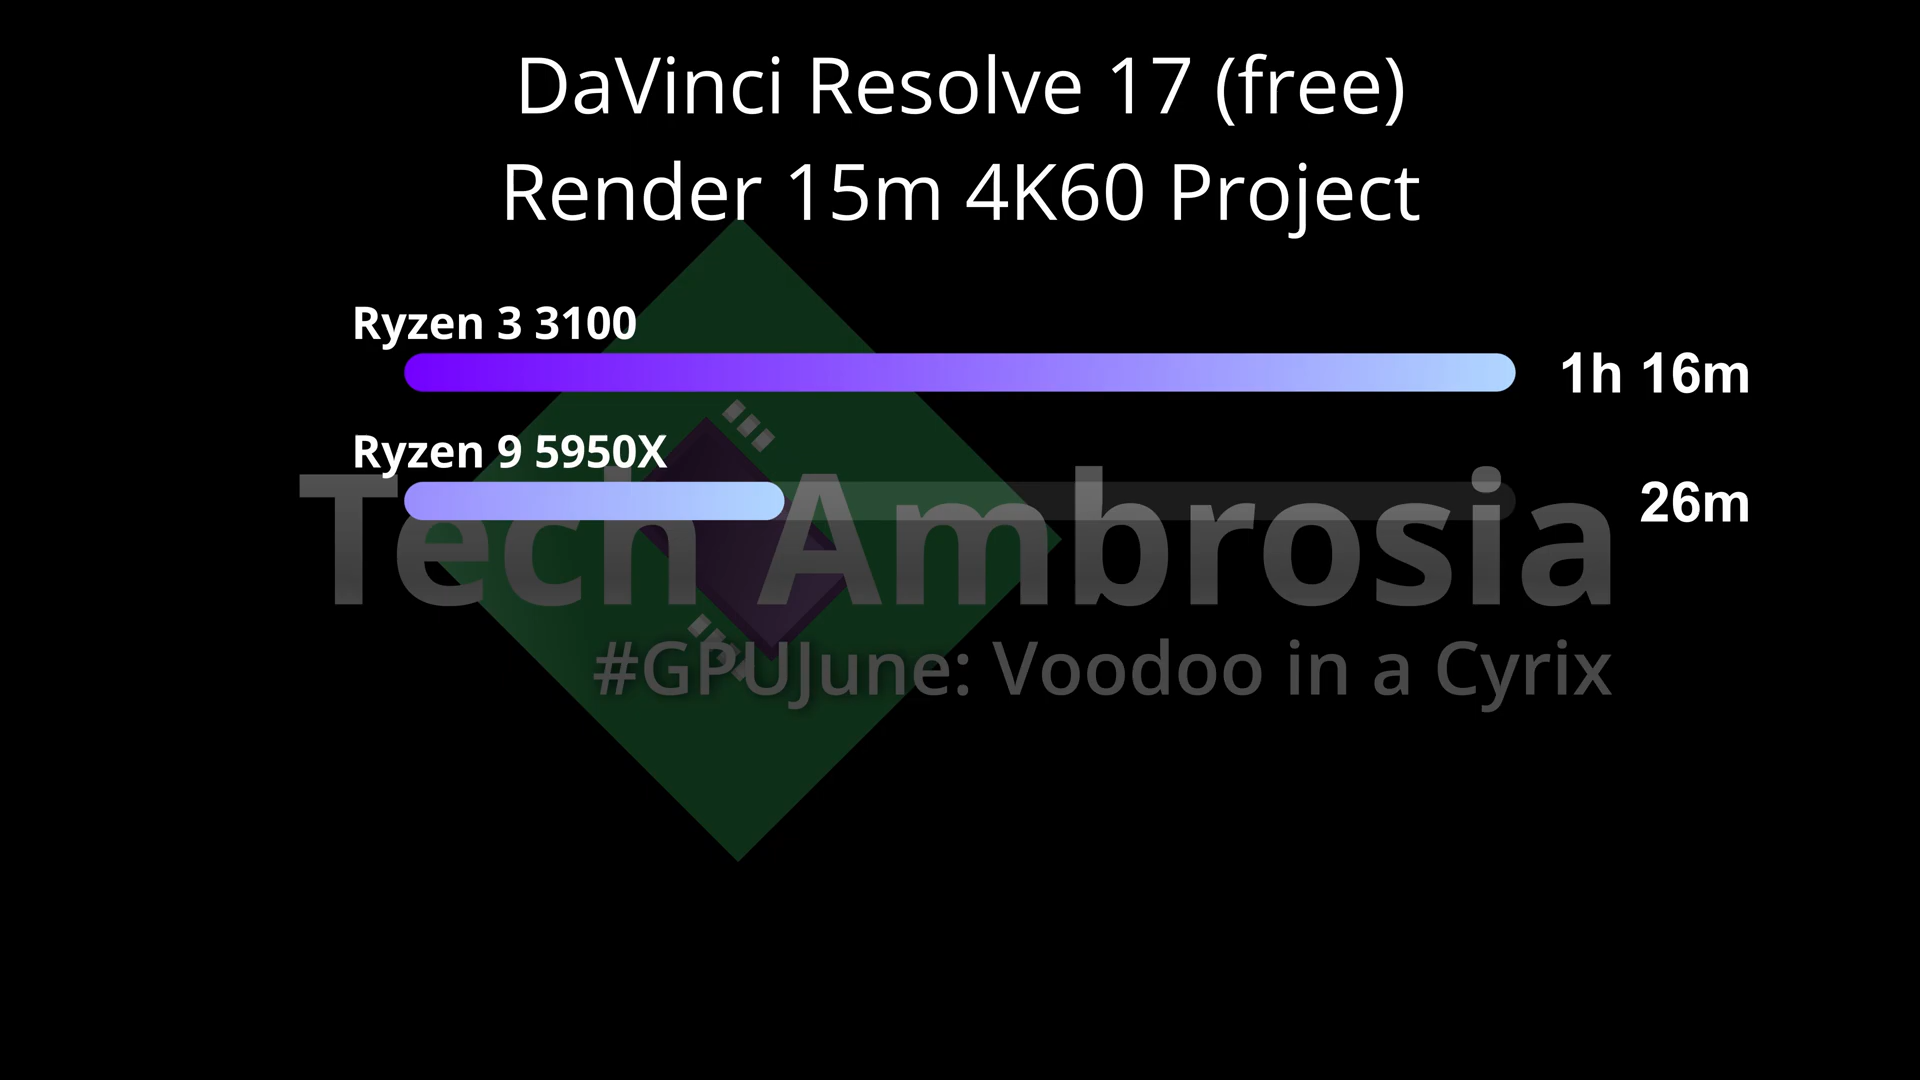 DaVinci Resolve 17 (free)
Render 15m 4K60 Project
Ryzen 3 3100
1h 16m
Ryzen 9 5950X
26m
Tech Ambrosia
#GPUJune: Voodoo in a Cyrix